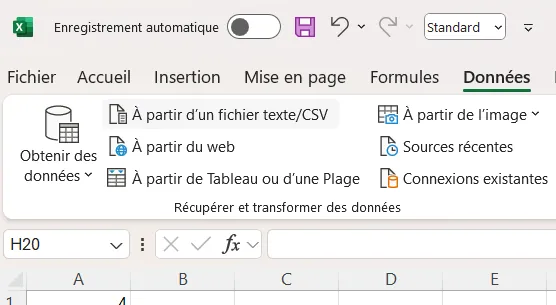 Enregistrement automatique Standard
Fichier Accueil Insertion Mise en page Formules Données Révision
Obtenir des données
À partir d’un fichier texte/CSV
À partir du web
À partir de Tableau ou d’une Plage
À partir de l’image
Sources récentes
Connexions existantes
Récupérer et transformer des données
H20 fx
A B C D E
1 4